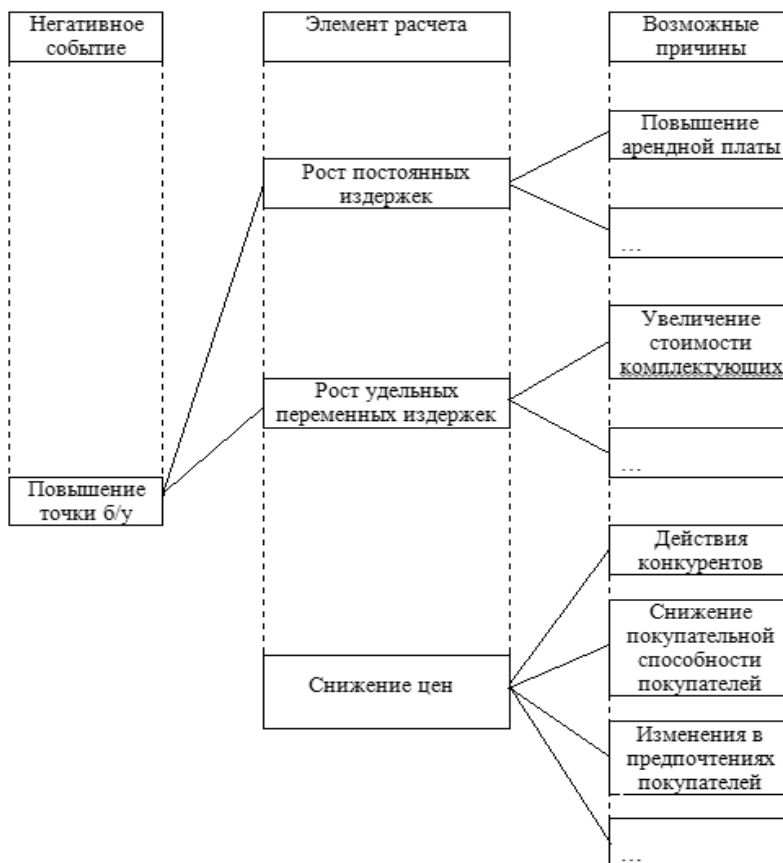 Негативное
событие
Элемент расчета
Возможные
причины
Повышение
арендной платы
Рост постоянных
издержек
...
Увеличение
стоимости
комплектующих
Рост удельных
переменных издержек
...
Повышение
точки б/у
Действия
конкурентов
Снижение
покупательной
способности
покупателей
Снижение цен
Изменения в
предпочтениях
покупателей
...